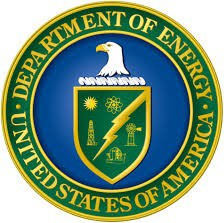 DEPARTMENT OF ENERGY
UNITED STATES OF AMERICA